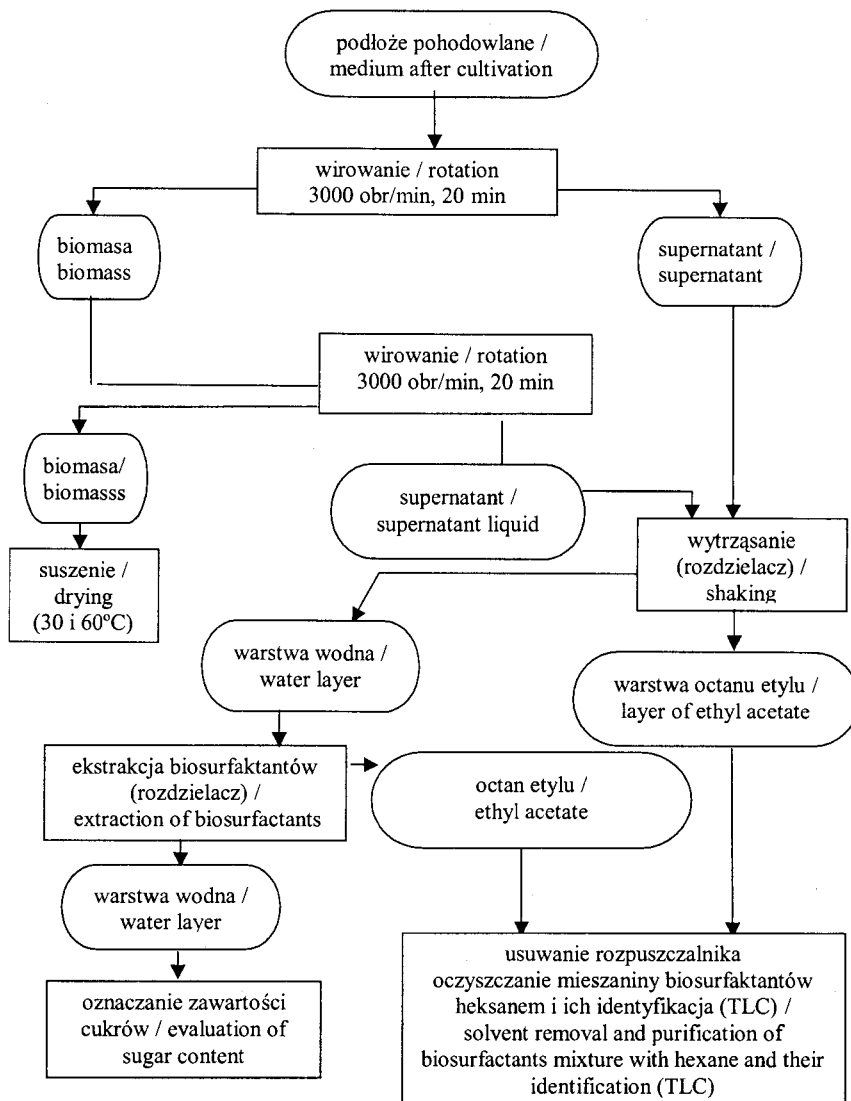 podłoże pohodowlane /
medium after cultivation
wirowanie / rotation
3000 obr/min, 20 min
biomasa
biomass
supernatant /
supernatant
wirowanie / rotation
3000 obr/min, 20 min
biomasa/
biomasss
supernatant /
supernatant liquid
wytrząsanie
(rozdzielacz) /
shaking
suszenie /
drying
(30 i 60ºC)
warstwa wodna /
water layer
warstwa octanu etylu /
layer of ethyl acetate
ekstrakcja biosurfaktantów
(rozdzielacz) /
extraction of biosurfactants
octan etylu /
ethyl acetate
warstwa wodna /
water layer
oznaczanie zawartości
cukrów / evaluation of
sugar content
usuwanie rozpuszczalnika
oczyszczanie mieszaniny biosurfaktantów
heksanem i ich identyfikacja (TLC) /
solvent removal and purification of
biosurfactants mixture with hexane and their
identification (TLC)